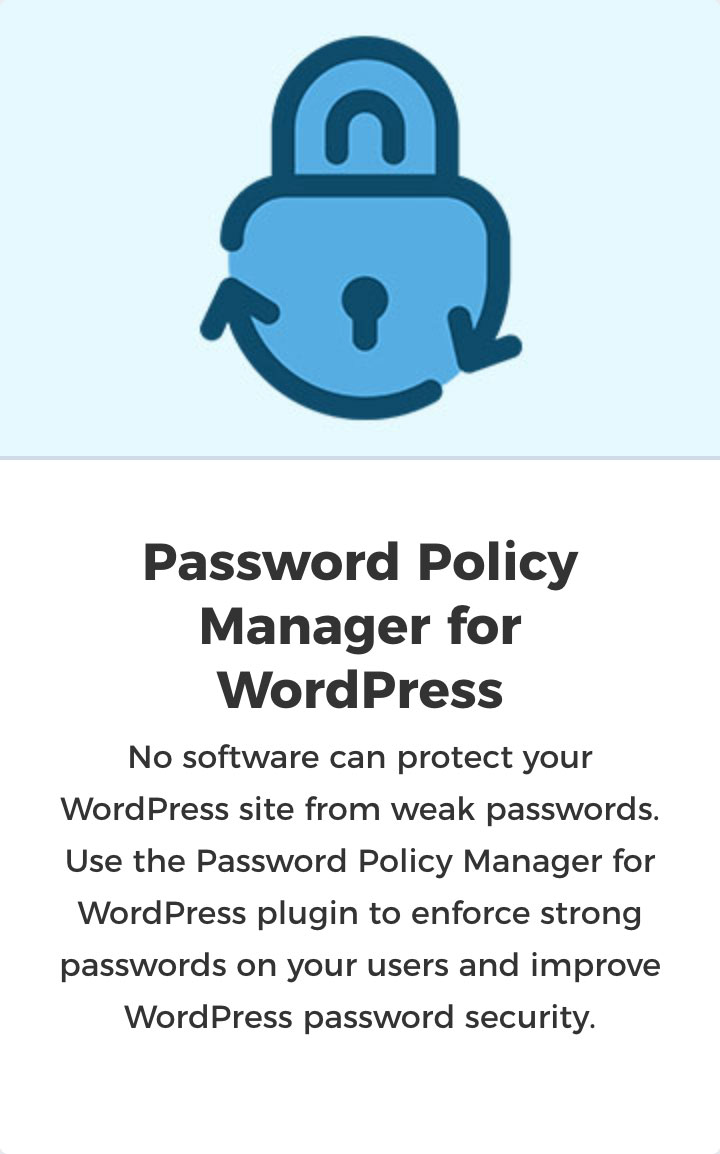 Password Policy
Manager for
WordPress
No software can protect your
WordPress site from weak passwords.
Use the Password Policy Manager for
WordPress plugin to enforce strong
passwords on your users and improve
WordPress password security.